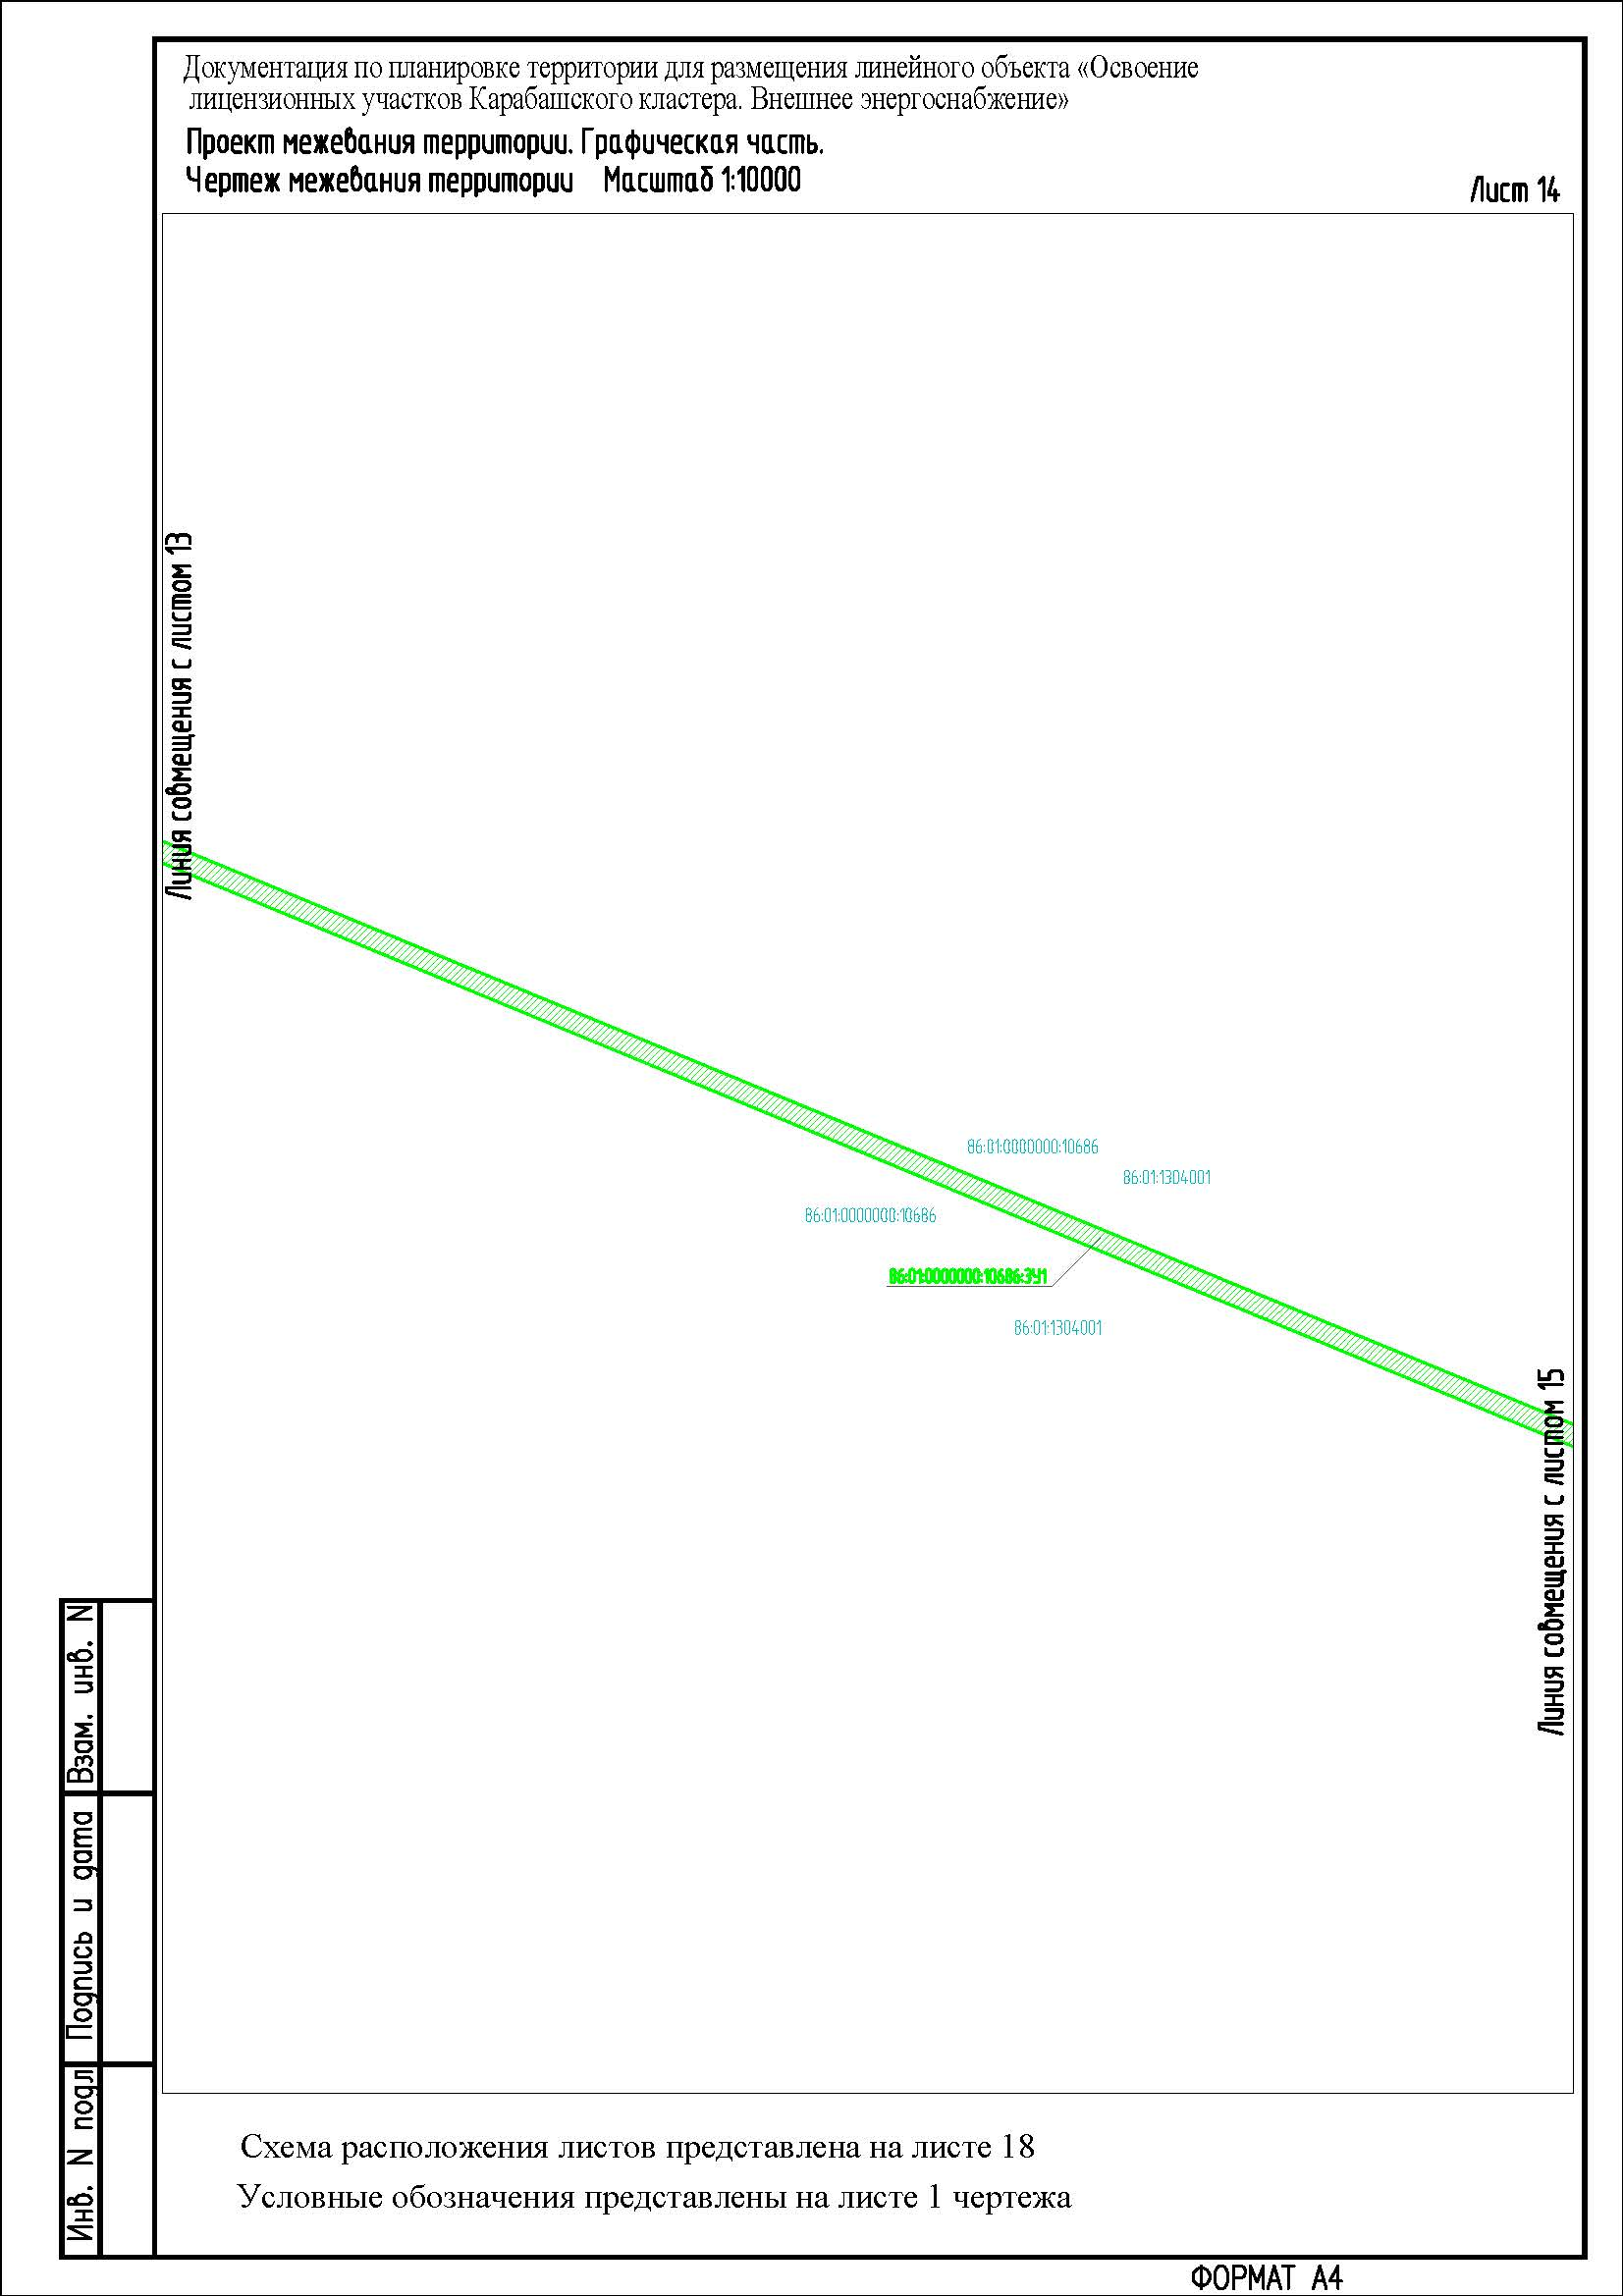 Документация по планировке территории для размещения линейного объекта «Освоение
лицензионных участков Карабашского кластера. Внешнее энергоснабжение»
Проект межевания территории. Графическая часть.
Чертеж межевания территории Масштаб 1:10000
Лист 14
Линия совмещения с листом 13
86:01:0000000:10686
86:01:1304001
86:01:0000000:10686
86:01:0000000:10686:ЗУ1
86:01:1304001
Линия совмещения с листом 15
Взам. инв. N
Подпись и дата
Инв. N подл
Схема расположения листов представлена на листе 18
Условные обозначения представлены на листе 1 чертежа
ФОРМАТ А4